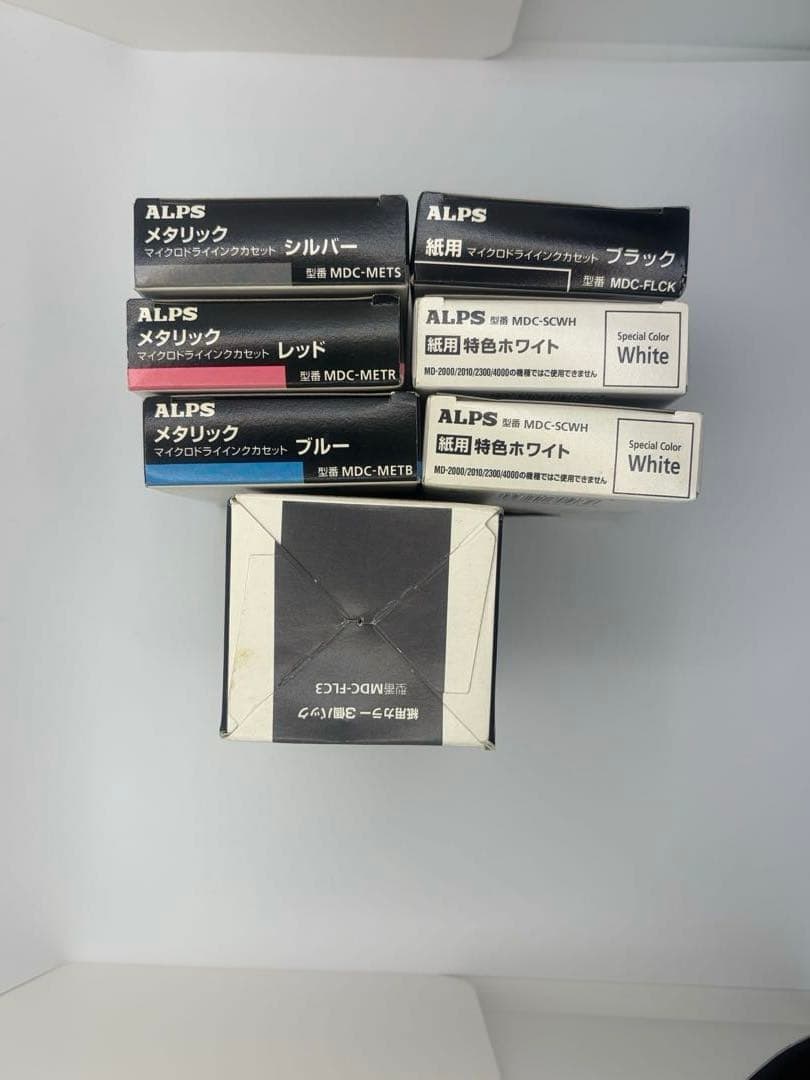 ALPS
メタリック
マイクロドライインクカセット シルバー
型番 MDC-METS
ALPS
紙用 マイクロドライインクカセット ブラック
型番 MDC-FLCK
ALPS
メタリック
マイクロドライインクカセット レッド
型番 MDC-METR
ALPS 型番 MDC-SCWH
紙用 特色ホワイト
MD-2000/2010/2300/4000の機種ではご使用できません
Special Color
White
ALPS
メタリック
マイクロドライインクカセット ブルー
型番 MDC-METB
ALPS 型番 MDC-SCWH
紙用 特色ホワイト
MD-2000/2010/2300/4000の機種ではご使用できません
Special Color
White
紙用カラー3個パック
型番MDC-FLC3